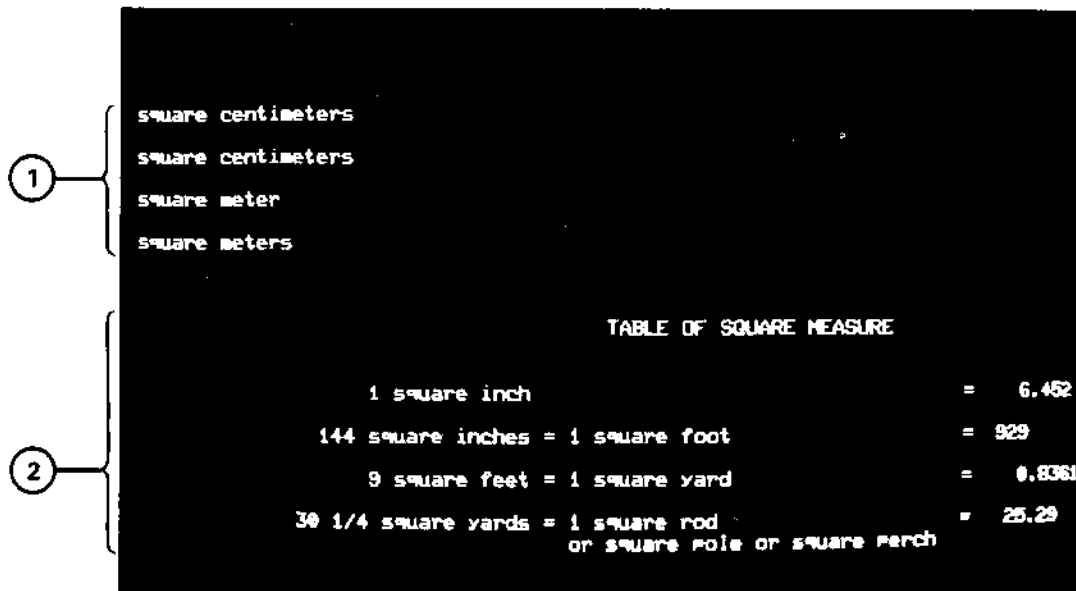 square centimeters
square centimeters
1
square meter
square meters
TABLE OF SQUARE MEASURE
1 square inch = 6.452
144 square inches = 1 square foot = 929
2
9 square feet = 1 square yard = 0.8361
30 1/4 square yards = 1 square rod = 25.29
or square pole or square perch